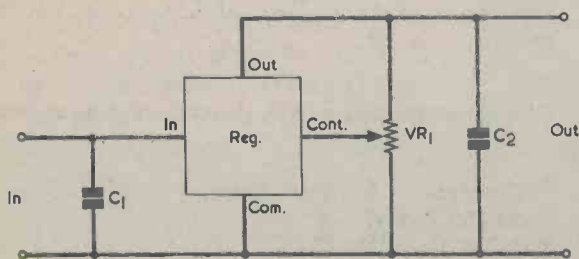 Out
In
Reg.
Cont.
VR1
C2
Out
In
C1
Com.